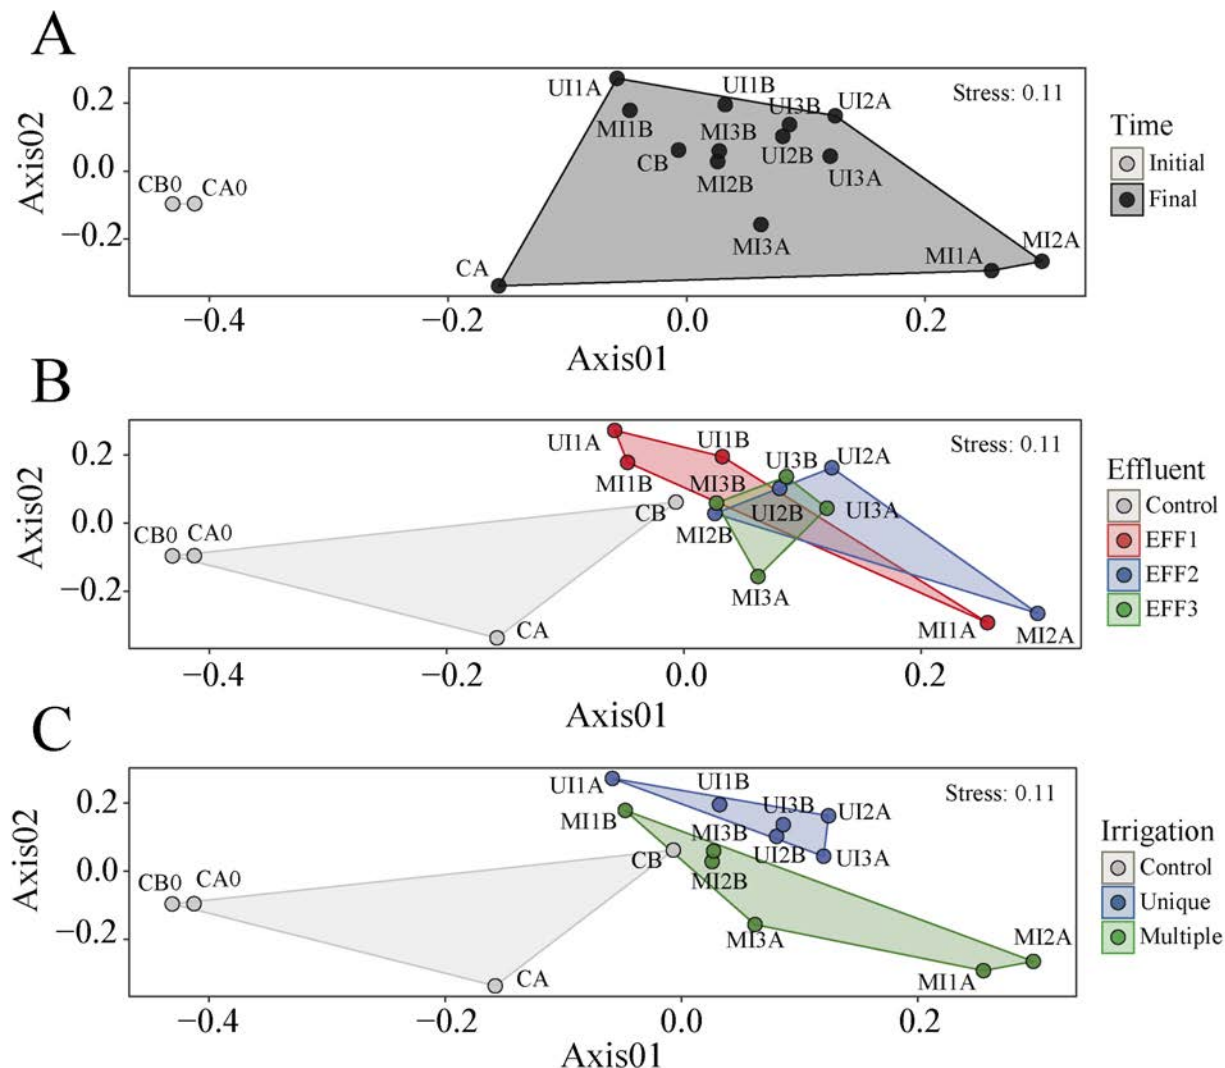 A
UI1A
UI1B
UI2A
Stress: 0.11
MI1B
MI3B
UI3B
CB
MI2B
UI2B
UI3A
CB0
CA0
MI3A
CA
MI1A
MI2A
0.2
0.0
−0.2
Axis02
−0.4
−0.2
0.0
0.2
Axis01
Time
Initial
Final
B
UI1A
UI1B
UI3B
UI2A
Stress: 0.11
MI1B
MI3B
CB
MI2B
UI2B
UI3A
CB0
CA0
MI3A
CA
MI1A
MI2A
0.2
0.0
−0.2
Axis02
−0.4
−0.2
0.0
0.2
Axis01
Effluent
Control
EFF1
EFF2
EFF3
C
UI1A
UI1B
UI3B
UI2A
Stress: 0.11
MI1B
MI3B
CB
MI2B
UI2B
UI3A
CB0
CA0
MI3A
CA
MI1A
MI2A
0.2
0.0
−0.2
Axis02
−0.4
−0.2
0.0
0.2
Axis01
Irrigation
Control
Unique
Multiple